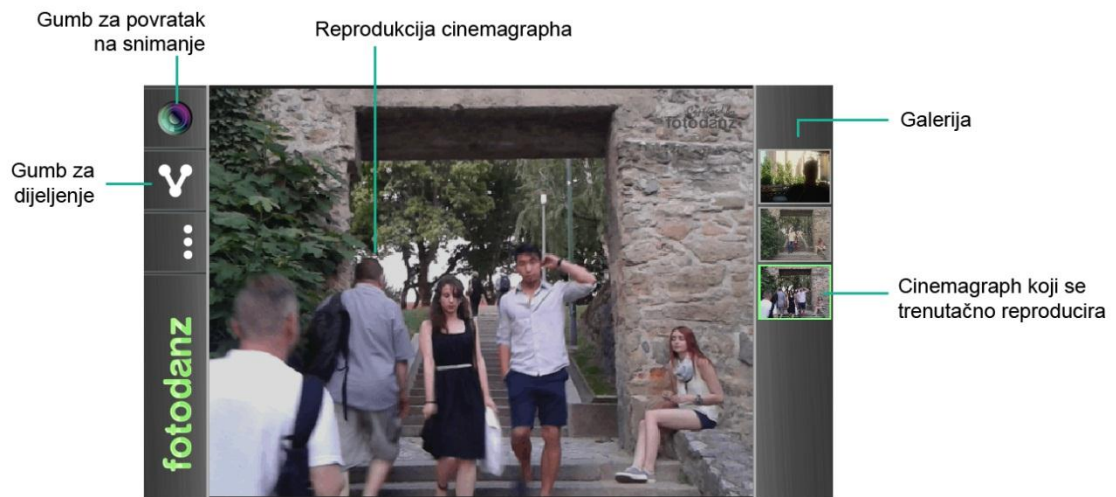 Gumb za povratak
na snimanje
Reprodukcija cinemagrapha
Galerija
Gumb za
dijeljenje
Cinemagraph koji se
trenutačno reproducira
fotodanz
fotodanz